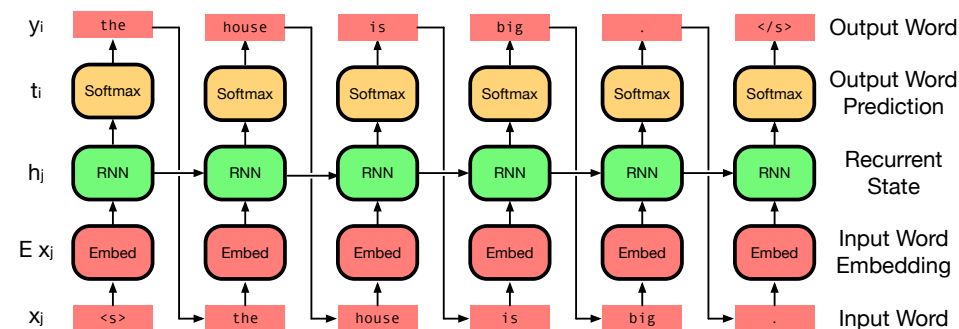 yi the house is big . </s> Output Word
ti Softmax Softmax Softmax Softmax Softmax Softmax Output Word
Prediction
hj RNN RNN RNN RNN RNN RNN Recurrent
State
E xj Embed Embed Embed Embed Embed Embed Input Word
Embedding
xj <s> the house is big . Input Word